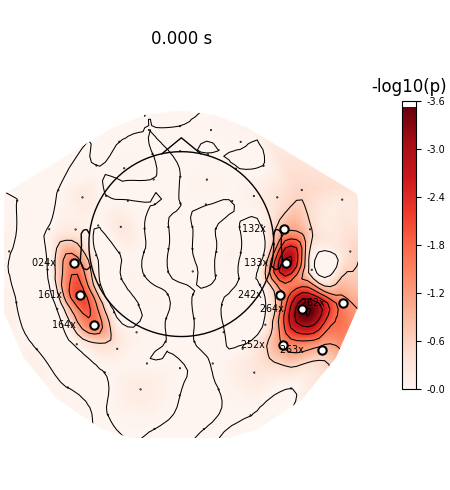 0.000 s
-log10(p)
-3.6
-3.0
-2.4
-1.8
-1.2
-0.6
-0.0
132x
024x
133x
161x
242x
262x
264x
164x
252x
263x